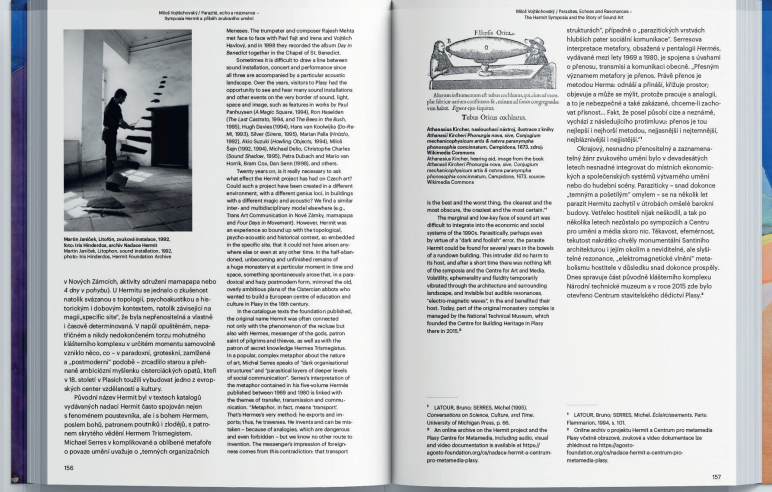 Miloš Vojtěchovský / Parazité, echo a rezonance –
Symposia Hermit a příběh zvukového umění
Martin Janíček, Litofon, zvuková instalace, 1992,
foto: Iris Hinderdos, archiv Nadace Hermit
Martin Janíček, Litophon, sound installation, 1992,
photo: Iris Hinderdos, Hermit Foundation Archive
v Nových Zámcích, aktivity sdružení mamapapa nebo
4 dny v pohybu). U Hermitu se jednalo o zkušenost
natolik svázanou s topologií, psychoakustikou a his-
torickým i dobovým kontextem, natolik závisející na
magii „specific site“, že byla nepřenositelná a vlastní
i časově determinovaná. V napůl opuštěném, nepa-
třičném a nikdy nedokončeném torzu mohutného
klášterního komplexu v určitém momentu samovolně
vzniklo něco, co – v paradoxní, groteskní, zamlžené
a „postmoderní“ podobě – zrcadlilo starou a přeh-
naně ambiciózní myšlenku cisterciáckých opatů, kteří
v 18. století v Plasích toužili vybudovat jedno z evrop-
ských center vzdělanosti a kultury.
Původní název Hermit byl v textech katalogů
vydávaných nadací Hermit často spojován nejen
s fenoménem poustevníka, ale i s bohem Hermem,
poslem bohů, patronem poutníků i zlodějů, s patro-
nem skrytého vědění Hermem Trismegistem.
Michael Serres v komplikované a oblíbené metafoře
o povaze umění uvažuje o „temných organizačních
156
Meneses. The trumpeter and composer Rajesh Mehta
met face to face with Pavl Fajt and Irena and Vojtěch
Havlovi, and in 1998 they recorded the album Day in
Benedict together in the Chapel of St. Benedict.
Sometimes it is difficult to draw a line between
sound installation, concert and performance since
all three are accompanied by a particular acoustic
landscape. Over the years, visitors to Plasy had the
opportunity to see and hear many sound installations
and other events on the very border of sound, light,
space and image, such as features in works by Paul
Panhuysen (A Magic Square, 1994), Ron Haselden
(The Last Castrato, 1994, and The Bees in the Bush,
1995), Hugh Davies (1994), Hans van Koolwijka (Do-Re-
Mi, 1993), Silver (Sirens, 1995), Marian Palla (Hnázdo,
1992), Akio Suzuki (Howling Objects, 1994), Miloš
Šejn (1992, 1994), Michael Delio, Christopher Charles
(Sound Shadow, 1995), Petra Dubach and Mario van
Horrik, Bram Cox, Dan Senn (1996), and others.
Twenty years on, is it really necessary to ask
what effect the Hermit project has had on Czech art?
Could such a project have been created in a different
environment, with a different genius loci, in buildings
with a different magic and acoustic? We find a similar
inter- and multidisciplinary model elsewhere (e.g.,
Trans Art Communication in Nové Zámky, mamapapa
and Four Days in Movement). However, Hermit was
an experience so bound up with the topological,
psycho-acoustic and historical context, so embedded
in the specific site, that it could not have arisen any-
where else or even at any other time. In the half-aban-
doned, unbecoming and unfinished remains of
a huge monastery at a particular moment in time and
space, something spontaneously arose that, in a para-
doxical and hazy postmodern form, mirrored the old,
overly ambitious plans of the Cistercian abbots who
wanted to build a European centre of education and
culture in Plasy in the 18th century.
In the catalogue texts the foundation published,
the original name Hermit was often connected
not only with the phenomenon of the recluse but
also with Hermes, messenger of the gods, patron
saint of pilgrims and thieves, as well as with the
patron of secret knowledge Hermes Trismegistus.
In a popular, complex metaphor about the nature
of art, Michel Serres speaks of “dark organisational
structures” and “parasitical layers of deeper levels
of social communication”. Serres’s interpretation of
the metaphor contained in his five-volume Hermès
published between 1969 and 1980 is linked with
the themes of transfer, transmission and commu-
nication. “Metaphor, in fact, means ‘transport’.
That’s Hermes’s very method: he exports and im-
ports; thus, he traverses. He invents and can be mis-
taken – because of analogies, which are dangerous
and even forbidden – but we know no other route to
invention. The messenger’s impression of foreign-
ness comes from this contradiction: that transport
Miloš Vojtěchovský / Parasites, Echoes and Resonances –
The Hermit Symposia and the Story of Sound Art
Ellipsis Otica.
Tubus Oticus cochleatus.
Athanasius Kircher, naslouchací nástroj, ilustrace z knihy
Athanasii Kircheri Phonurgia nova, sive, Conjugium
mechanicophysicum artis & natvra paranympha
phonosophia concinnatum, Campidona, 1673, zdroj:
Wikimedia Commons
Athanasius Kircher, hearing aid, image from the book
Athanasii Kircheri Phonurgia nova, sive, Conjugium
mechanicophysicum artis & natvra paranympha
phonosophia concinnatum, Campidona, 1673, source:
Wikimedia Commons
is the best and the worst thing, the clearest and the
most obscure, the craziest and the most certain.”⁷
The marginal and low-key focus of sound art was
difficult to integrate into the economic and social
systems of the 1990s. Parasitically, perhaps even
by virtue of a “dark and foolish” error, the parasite
Hermit could be found for several years in the bowels
of a rundown building. This intruder did no harm to
its host, and after a short time there was nothing left
of the symposia and the Centre for Art and Media.
Volatility, ephemerality and fluidity temporarily
vibrated through the architecture and surrounding
landscape, and invisible but audible resonances,
“electro-magnetic waves”, in the end benefited their
host. Today, part of the original monastery complex is
managed by the National Technical Museum, which
founded the Centre for Building Heritage in Plasy
there in 2015.⁸
LATOUR, Bruno; SERRES, Michel (1995).
Conversations on Science, Culture, and Time.
University of Michigan Press, p. 66.
An online archive on the Hermit project and the
Plasy Centre for Metamedia, including audio, visual
and video documentation is available at https://
agosto-foundation.org/cs/nadace-hermit-a-centrum-
pro-metamedia-plasy.
strukturách“, případně o „parazitických vrstvách
hlubších pater sociální komunikace“. Serresova
interpretace metafory, obsažená v pentalogii Hermès,
vydávané mezi lety 1969 a 1980, je spojena s úvahami
o přenosu, transmisi a komunikaci obecně. „Přesným
významem metafory je přenos. Právě přenos je
metodou Herma: odnáší a přináší, křižuje prostor;
objevuje a může se mýlit, protože pracuje s analogií,
a to je nebezpečné a také zakázané, chceme-li zacho-
vat přísnost... Fakt, že posel působí cize a neznámě,
vychází z následujícího protimluvu: přenos je tou
nejlepší i nejhorší metodou, nejjasnější i nejtemnější,
nejbláznivější i nejjistější.“⁷
Okrajový, nesnadno přenositelný a zaznamena-
telný žánr zvukového umění bylo v devadesátých
letech nesnadné integrovat do místních ekonomic-
kých a společenských systémů výtvarného umění
nebo do hudební scény. Paraziticky – snad dokonce
„temným a pošetilým“ omylem – se na několik let
parazit Hermitu zachytil v útrobách omšelé barokní
budovy. Vetřelec hostiteli nijak neškodil, a tak po
několika letech nezůstalo po sympoziích a Centru
pro umění a média skoro nic. Těkavost, efemérnost,
tekutost nakrátko chvěly monumentální Santiniho
architekturou i jejím okolím a neviditelné, ale slyši-
telné rezonance, „elektromagnetické vlnění“ meta-
bolismu hostitele v důsledku snad dokonce prospěly.
Dnes spravuje část původně klášterního komplexu
Národní technické muzeum a v roce 2015 zde bylo
otevřeno Centrum stavitelského dědictví Plasy.⁸
LATOUR, Bruno; SERRES, Michel. Éclaircissements. Paris:
Flammarion, 1994, s. 101.
Online archiv o projektu Hermit a Centrum pro metamedia
Plasy včetně obrazové, zvukové a video dokumentace lze
zhlédnout na https://agosto-
foundation.org/cs/nadace-hermit-a-centrum-
pro-metamedia-plasy.
157